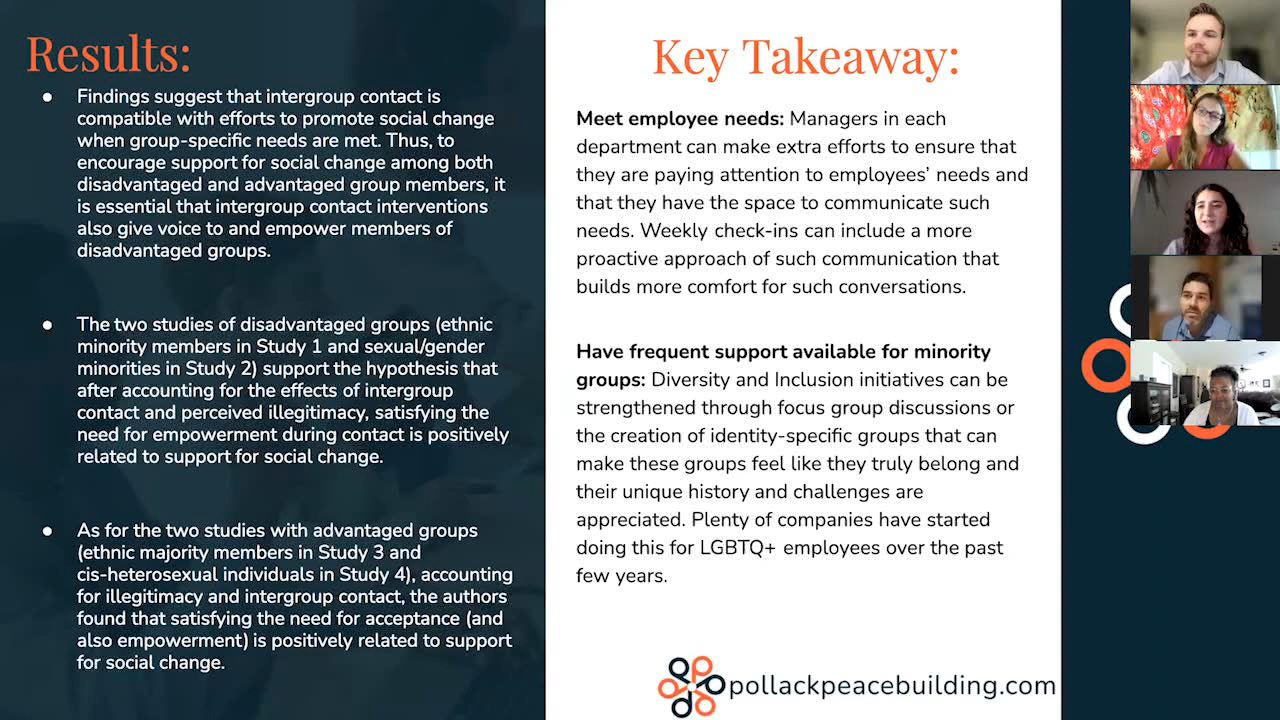 Results:
● Findings suggest that intergroup contact is
compatible with efforts to promote social change
when group-specific needs are met. Thus, to
encourage support for social change among both
disadvantaged and advantaged group members, it
is essential that intergroup contact interventions
also give voice to and empower members of
disadvantaged groups.
● The two studies of disadvantaged groups (ethnic
minority members in Study 1 and sexual/gender
minorities in Study 2) support the hypothesis that
after accounting for the effects of intergroup
contact and perceived illegitimacy, satisfying the
need for empowerment during contact is positively
related to support for social change.
● As for the two studies with advantaged groups
(ethnic majority members in Study 3 and
cis-heterosexual individuals in Study 4), accounting
for illegitimacy and intergroup contact, the authors
found that satisfying the need for acceptance (and
also empowerment) is positively related to support
for social change.
Key Takeaway:
Meet employee needs: Managers in each
department can make extra efforts to ensure that
they are paying attention to employees’ needs and
that they have the space to communicate such
needs. Weekly check-ins can include a more
proactive approach of such communication that
builds more comfort for such conversations.
Have frequent support available for minority
groups: Diversity and Inclusion initiatives can be
strengthened through focus group discussions or
the creation of identity-specific groups that can
make these groups feel like they truly belong and
their unique history and challenges are
appreciated. Plenty of companies have started
doing this for LGBTQ+ employees over the past
few years.
pollackpeacebuilding.com